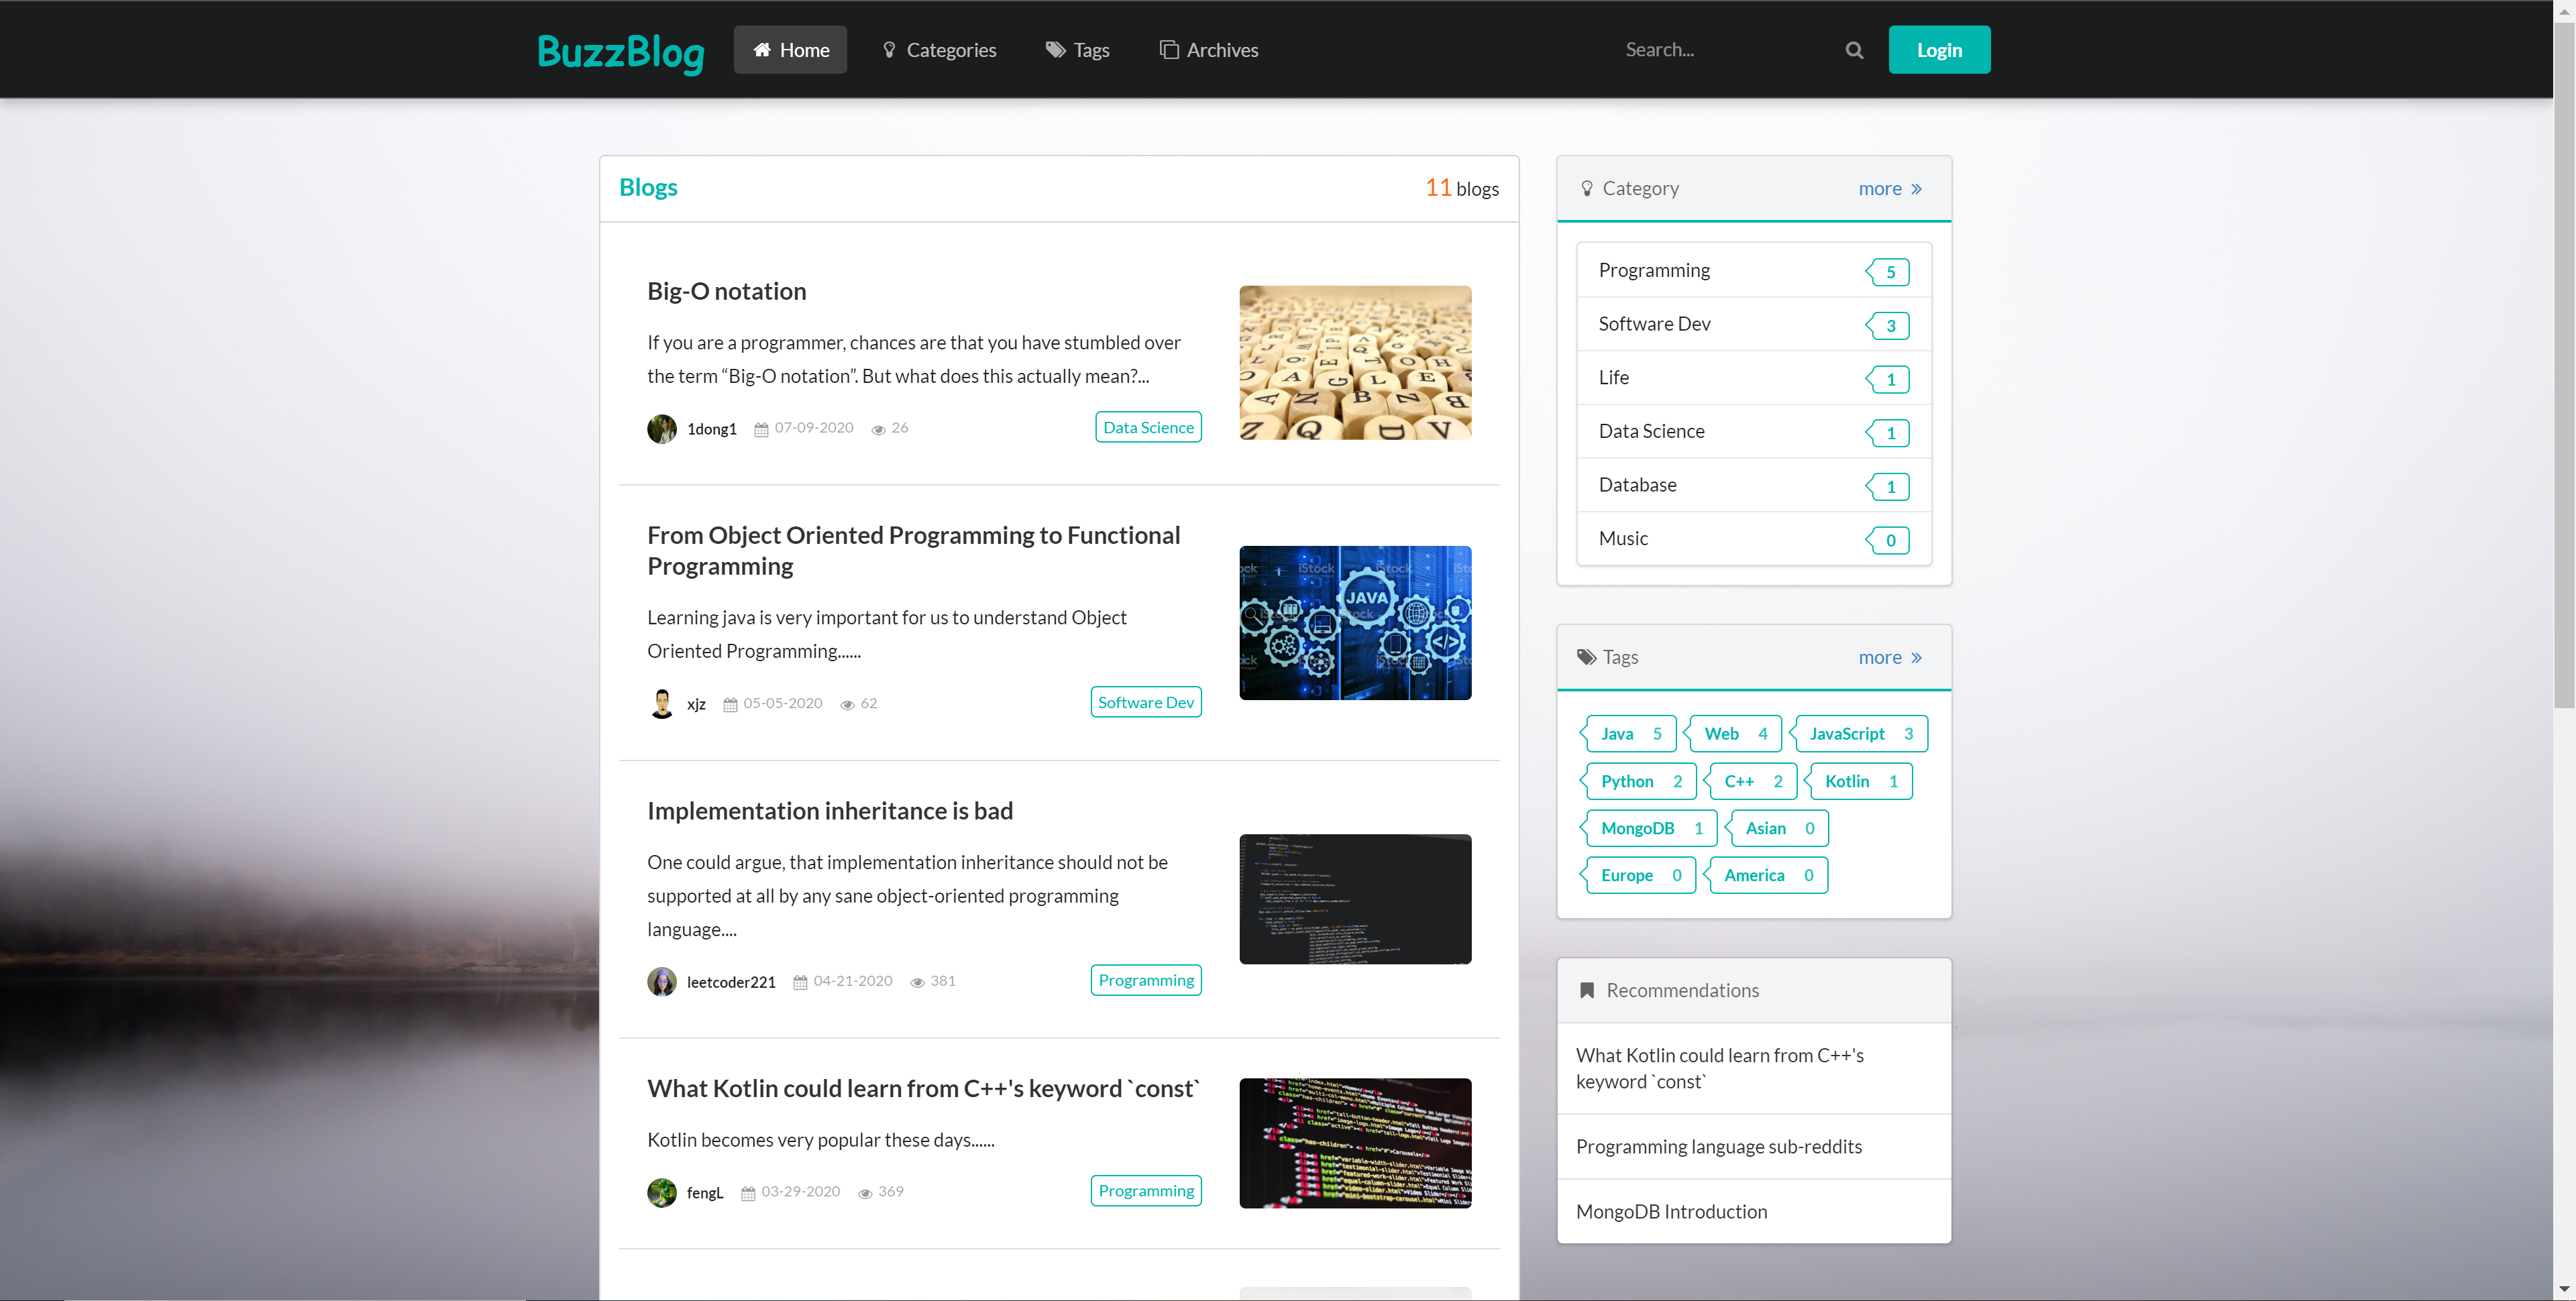 BuzzBlog
Home
Categories
Tags
Archives
Search...
Login
Blogs
11 blogs
Big-O notation
If you are a programmer, chances are that you have stumbled over
the term “Big-O notation”. But what does this actually mean?...
1dong1
07-09-2020
26
Data Science
From Object Oriented Programming to Functional
Programming
Learning java is very important for us to understand Object
Oriented Programming......
xjz
05-05-2020
62
Software Dev
JAVA
iStock
Implementation inheritance is bad
One could argue, that implementation inheritance should not be
supported at all by any sane object-oriented programming
language....
leetcoder221
04-21-2020
381
Programming
What Kotlin could learn from C++'s keyword `const`
Kotlin becomes very popular these days......
fengL
03-29-2020
369
Programming
Category
more »
Programming 5
Software Dev 3
Life 1
Data Science 1
Database 1
Music 0
Tags
more »
Java 5 Web 4 JavaScript 3
Python 2 C++ 2 Kotlin 1
MongoDB 1 Asian 0
Europe 0 America 0
Recommendations
What Kotlin could learn from C++'s
keyword `const`
Programming language sub-reddits
MongoDB Introduction